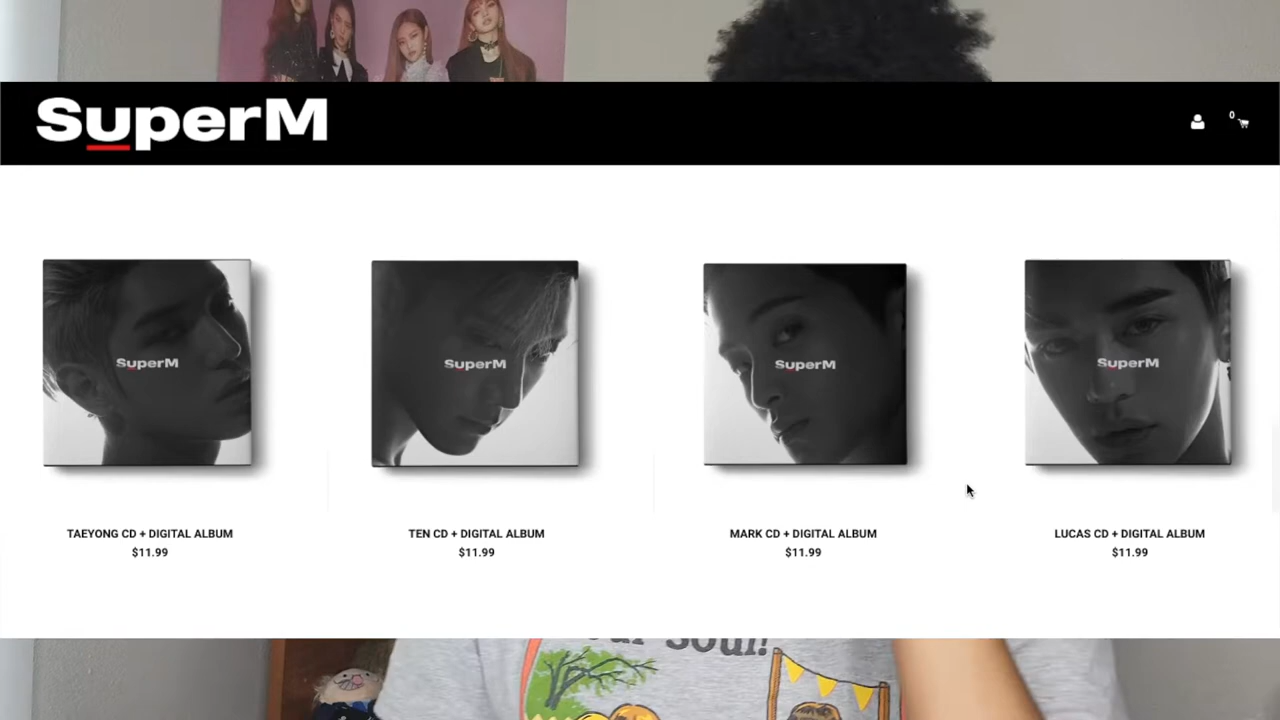 SuperM
0
SuperM
SuperM
SuperM
SuperM
TAEYONG CD + DIGITAL ALBUM
$11.99
TEN CD + DIGITAL ALBUM
$11.99
MARK CD + DIGITAL ALBUM
$11.99
LUCAS CD + DIGITAL ALBUM
$11.99
Soul!